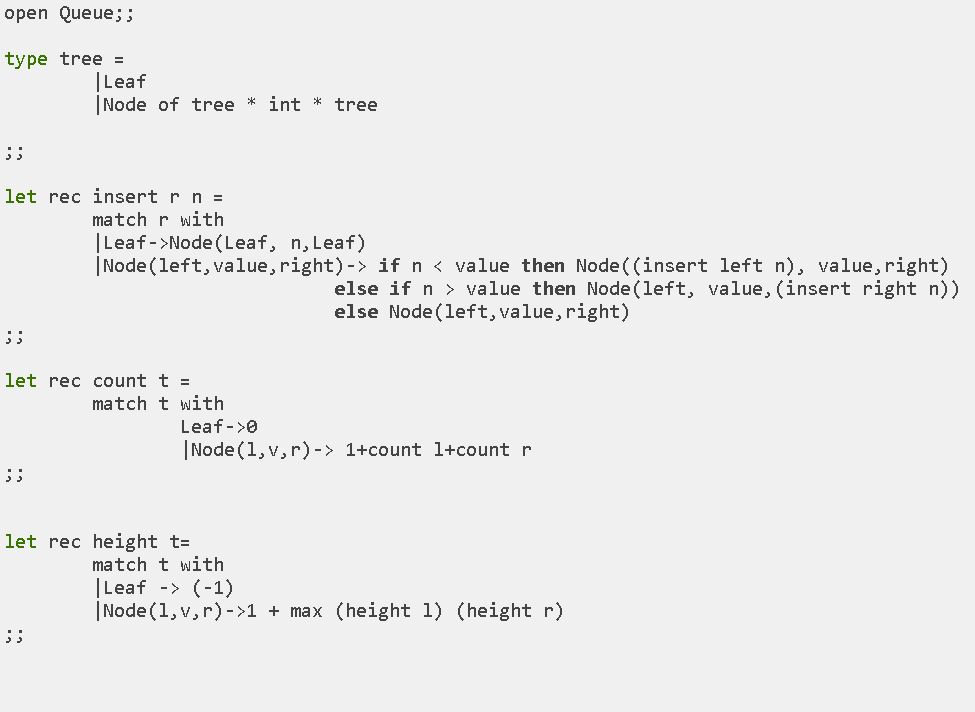 open Queue;;
type tree =
|Leaf
|Node of tree * int * tree
;;
let rec insert r n =
match r with
|Leaf->Node(Leaf, n,Leaf)
|Node(left,value,right)-> if n < value then Node((insert left n), value,right)
else if n > value then Node(left, value,(insert right n))
else Node(left,value,right)
;;
let rec count t =
match t with
Leaf->0
|Node(l,v,r)-> 1+count l+count r
;;
let rec height t=
match t with
|Leaf -> (-1)
|Node(l,v,r)->1 + max (height l) (height r)
;;